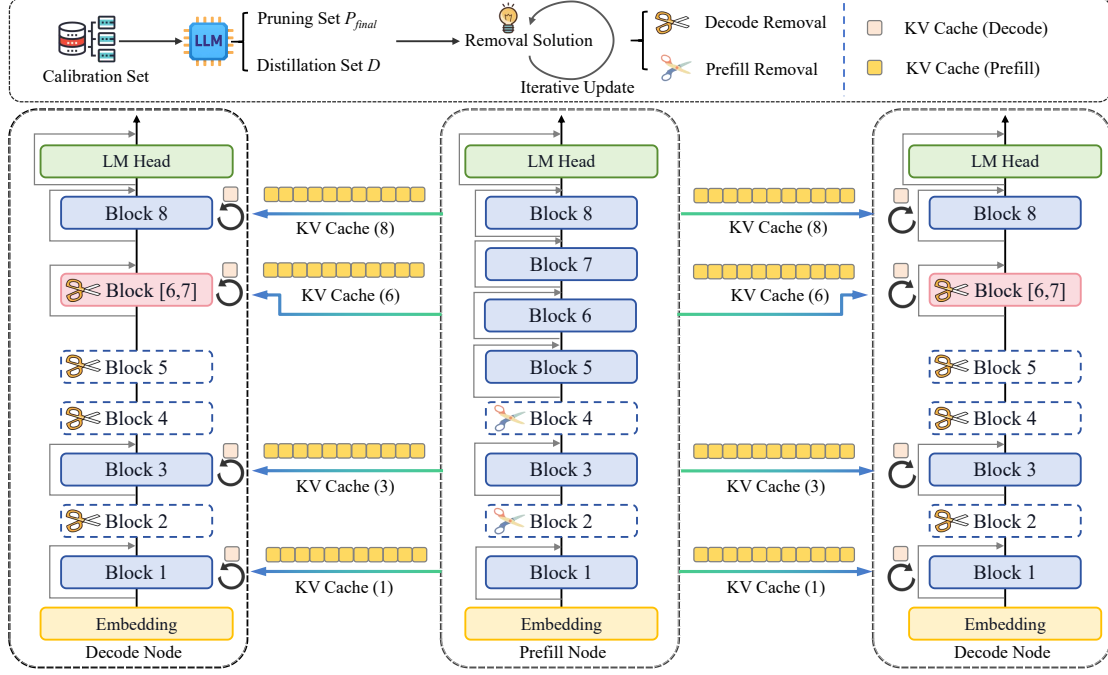 Calibration Set
LLM
Pruning Set P_final
Distillation Set D
Removal Solution
Iterative Update
Decode Removal
Prefill Removal
KV Cache (Decode)
KV Cache (Prefill)
LM Head
Block 8
Block [6,7]
Block 5
Block 4
Block 3
Block 2
Block 1
Embedding
Decode Node
KV Cache (8)
KV Cache (6)
KV Cache (3)
KV Cache (1)
LM Head
Block 8
Block 7
Block 6
Block 5
Block 4
Block 3
Block 2
Block 1
Embedding
Prefill Node
KV Cache (8)
KV Cache (6)
KV Cache (3)
KV Cache (1)
LM Head
Block 8
Block [6,7]
Block 5
Block 4
Block 3
Block 2
Block 1
Embedding
Decode Node